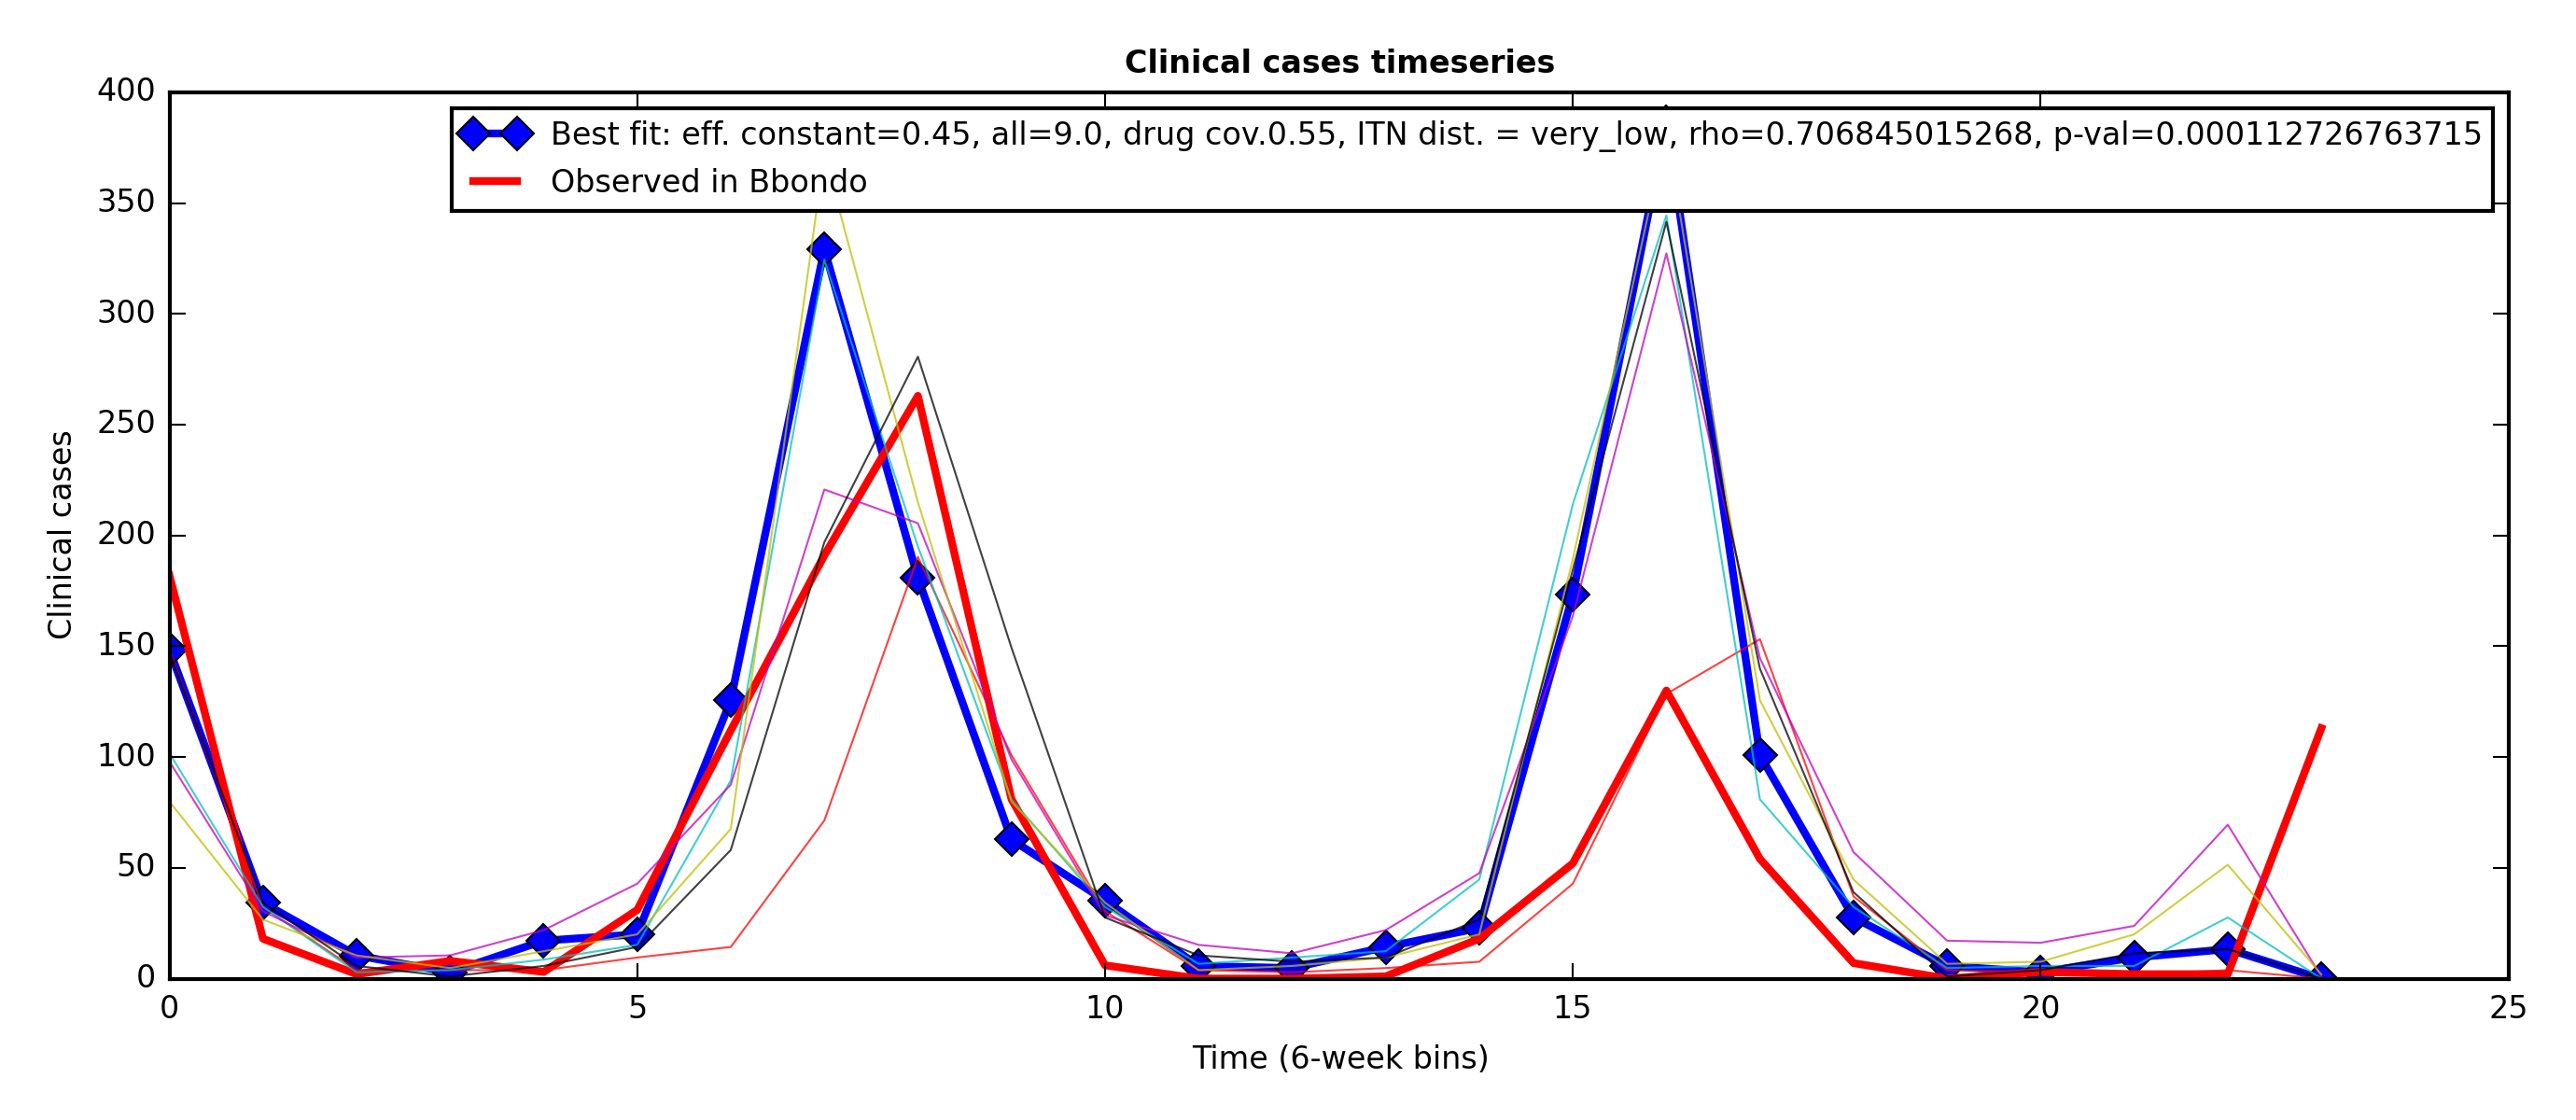 Clinical cases timeseries
Best fit: eff. constant=0.45, all=9.0, drug cov.0.55, ITN dist. = very_low, rho=0.706845015268, p-val=0.000112726763715
Observed in Bbondo
Clinical cases
400
350
300
250
200
150
100
50
0
0 5 10 15 20 25
Time (6-week bins)